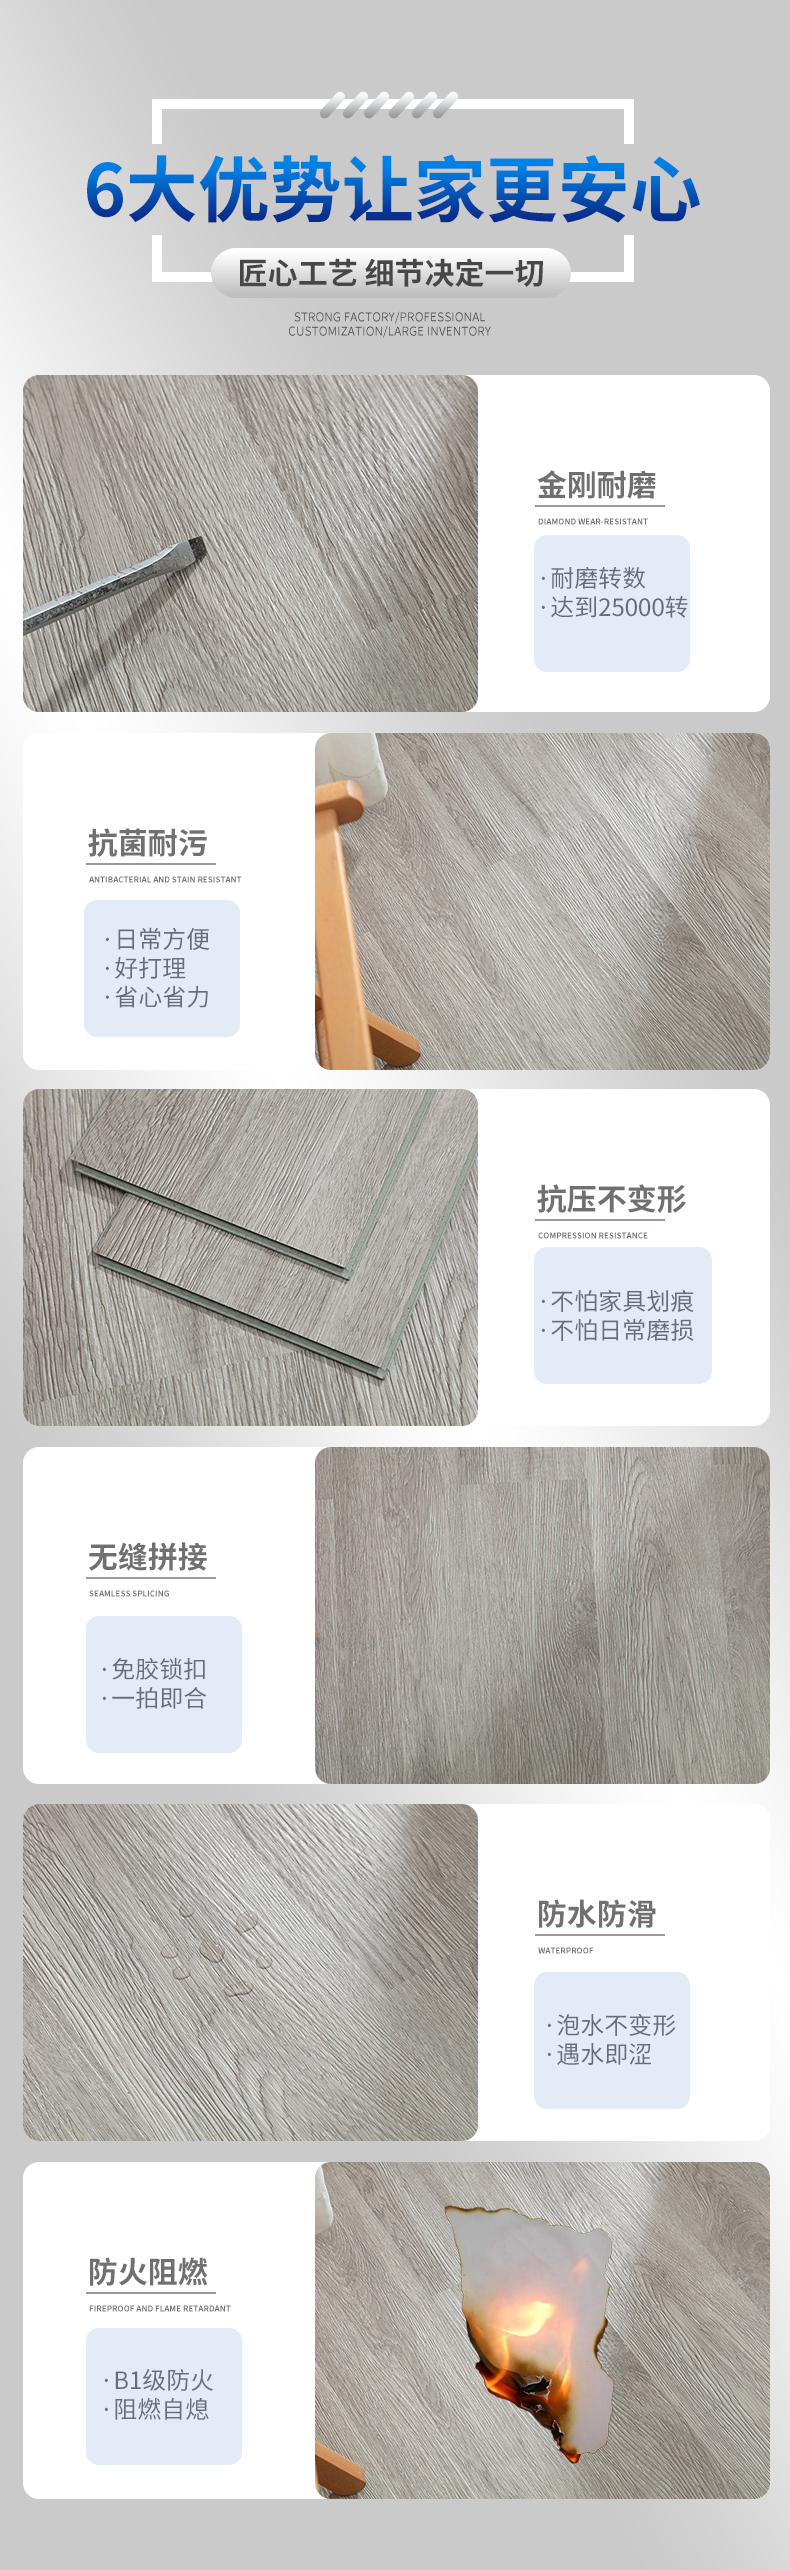 6大优势让家更安心
匠心工艺 细节决定一切
STRONG FACTORY/PROFESSIONAL
CUSTOMIZATION/LARGE INVENTORY
金刚耐磨
DIAMOND WEAR-RESISTANT
·耐磨转数
·达到25000转
抗菌耐污
ANTIBACTERIAL AND STAIN RESISTANT
·日常方便
·好打理
·省心省力
抗压不变形
COMPRESSION RESISTANCE
·不怕家具划痕
·不怕日常磨损
无缝拼接
SEAMLESS SPLICING
·免胶锁扣
·一拍即合
防水防滑
WATERPROOF
·泡水不变形
·遇水即涩
防火阻燃
FIREPROOF AND FLAME RETARDANT
·B1级防火
·阻燃自熄